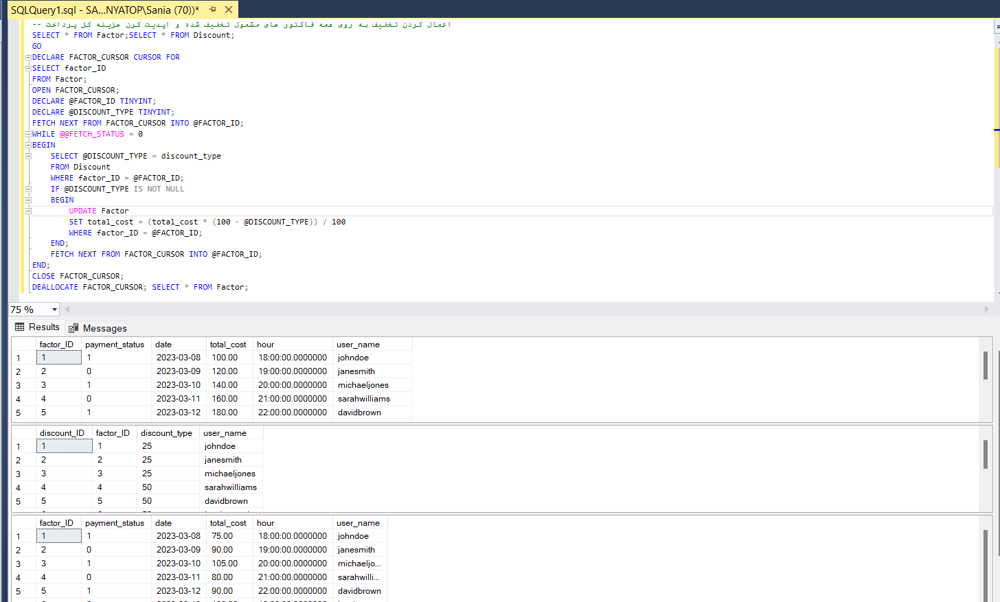 SQLQuery1.sql - SA...NYATOP\Sania (70))*
-- اعمال کردن تخفیف به روی همه فاکتور های مشمول تخفیف شده و اپدیت کرن هزینه کل پرداخت
SELECT * FROM Factor;SELECT * FROM Discount;
GO
DECLARE FACTOR_CURSOR CURSOR FOR
SELECT factor_ID
FROM Factor;
OPEN FACTOR_CURSOR;
DECLARE @FACTOR_ID TINYINT;
DECLARE @DISCOUNT_TYPE TINYINT;
FETCH NEXT FROM FACTOR_CURSOR INTO @FACTOR_ID;
WHILE @@FETCH_STATUS = 0
BEGIN
SELECT @DISCOUNT_TYPE = discount_type
FROM Discount
WHERE factor_ID = @FACTOR_ID;
IF @DISCOUNT_TYPE IS NOT NULL
BEGIN
UPDATE Factor
SET total_cost = (total_cost * (100 - @DISCOUNT_TYPE)) / 100
WHERE factor_ID = @FACTOR_ID;
END;
FETCH NEXT FROM FACTOR_CURSOR INTO @FACTOR_ID;
END;
CLOSE FACTOR_CURSOR;
DEALLOCATE FACTOR_CURSOR; SELECT * FROM Factor;
75 %
Results Messages
factor_ID payment_status date total_cost hour user_name
1 1 1 2023-03-08 100.00 18:00:00.0000000 johndoe
2 2 0 2023-03-09 120.00 19:00:00.0000000 janesmith
3 3 1 2023-03-10 140.00 20:00:00.0000000 michaeljones
4 4 0 2023-03-11 160.00 21:00:00.0000000 sarahwilliams
5 5 1 2023-03-12 180.00 22:00:00.0000000 davidbrown
discount_ID factor_ID discount_type user_name
1 1 1 25 johndoe
2 2 2 25 janesmith
3 3 3 25 michaeljones
4 4 4 50 sarahwilliams
5 5 5 50 davidbrown
factor_ID payment_status date total_cost hour user_name
1 1 1 2023-03-08 75.00 18:00:00.0000000 johndoe
2 2 0 2023-03-09 90.00 19:00:00.0000000 janesmith
3 3 1 2023-03-10 105.00 20:00:00.0000000 michaeljo...
4 4 0 2023-03-11 80.00 21:00:00.0000000 sarahwilli...
5 5 1 2023-03-12 90.00 22:00:00.0000000 davidbrown